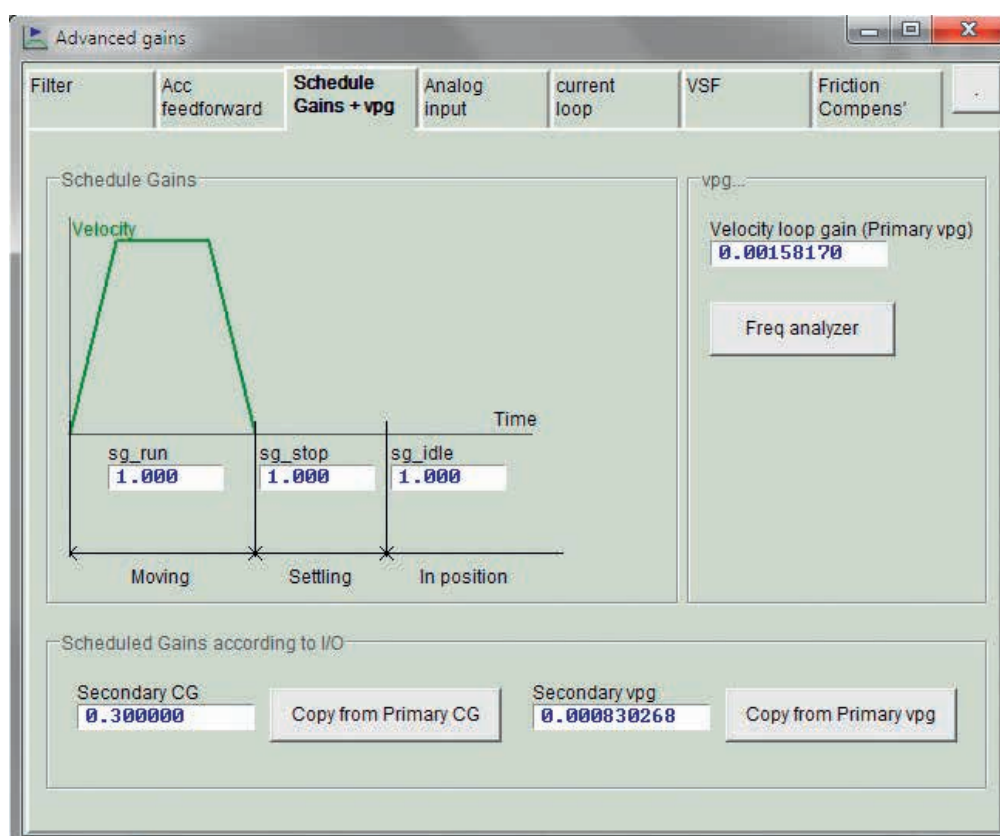 Advanced gains
Filter
Acc
feedforward
Schedule
Gains + vpg
Analog
input
current
loop
VSF
Friction
Compens'
.
Schedule Gains
Velocity
Time
sg_run
1.000
sg_stop
1.000
sg_idle
1.000
Moving
Settling
In position
vpg...
Velocity loop gain (Primary vpg)
0.00158170
Freq analyzer
Scheduled Gains according to I/O
Secondary CG
0.300000
Copy from Primary CG
Secondary vpg
0.000830268
Copy from Primary vpg